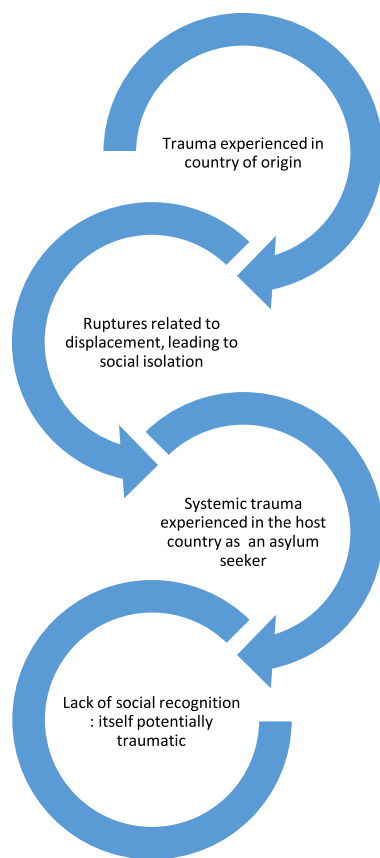 Trauma experienced in
country of origin
Ruptures related to
displacement, leading to
social isolation
Systemic trauma
experienced in the host
country as  an asylum
seeker
Lack of social recognition
: itself potentially
traumatic